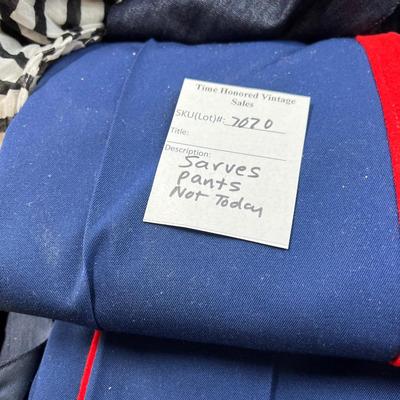 Time Honored Vintage
Sales
SKU(Lot)#: 7070
Title:
Description:
Sarves
pants
Not Today